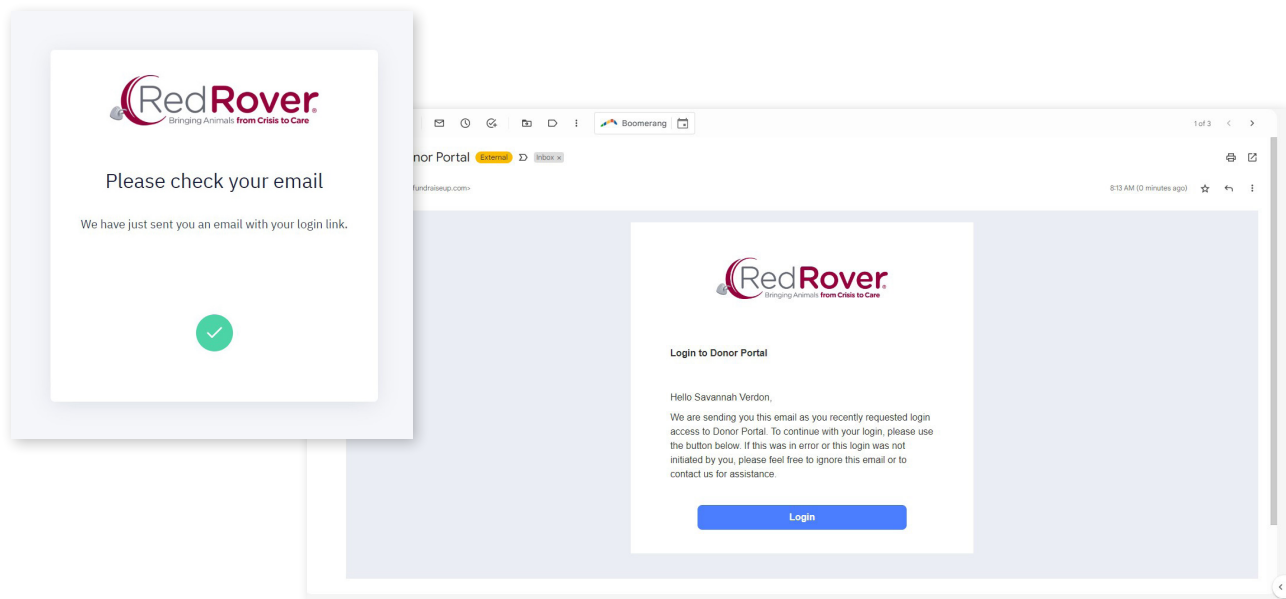 RedRover®
Bringing Animals from Crisis to Care
Please check your email
We have just sent you an email with your login link.
Boomerang
1 of 3
nor Portal External Inbox ×
fundraiseup.com>
8:13 AM (0 minutes ago)
RedRover®
Bringing Animals from Crisis to Care
Login to Donor Portal
Hello Savannah Verdon,
We are sending you this email as you recently requested login
access to Donor Portal. To continue with your login, please use
the button below. If this was in error or this login was not
initiated by you, please feel free to ignore this email or to
contact us for assistance.
Login